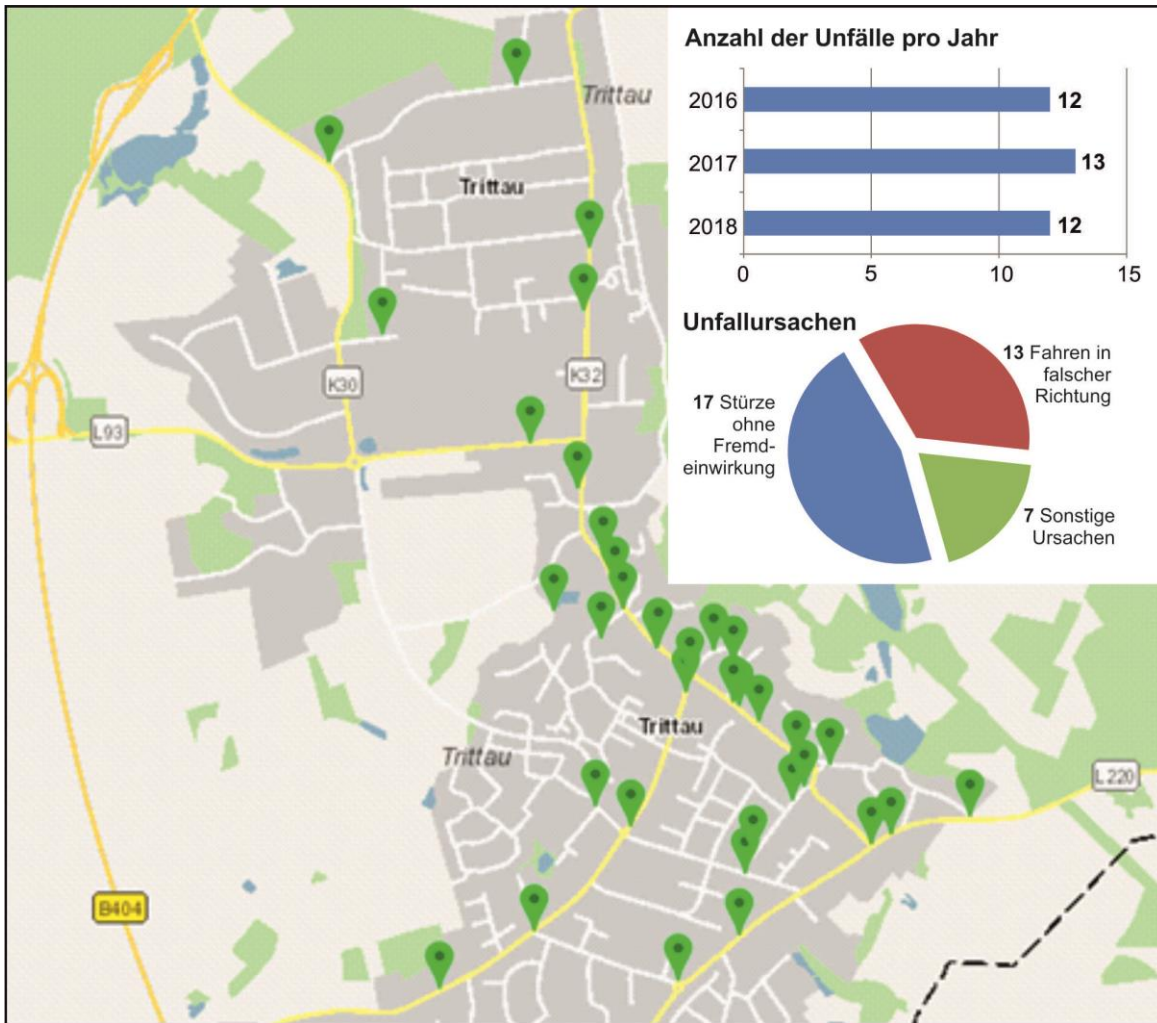 Anzahl der Unfälle pro Jahr
2016
12
2017
13
2018
12
0
5
10
15
Unfallursachen
13 Fahren in
falscher
Richtung
17 Stürze
ohne
Fremd-
einwirkung
7 Sonstige
Ursachen
Trittau
Trittau
K30
K32
L93
Trittau
Trittau
L220
B404